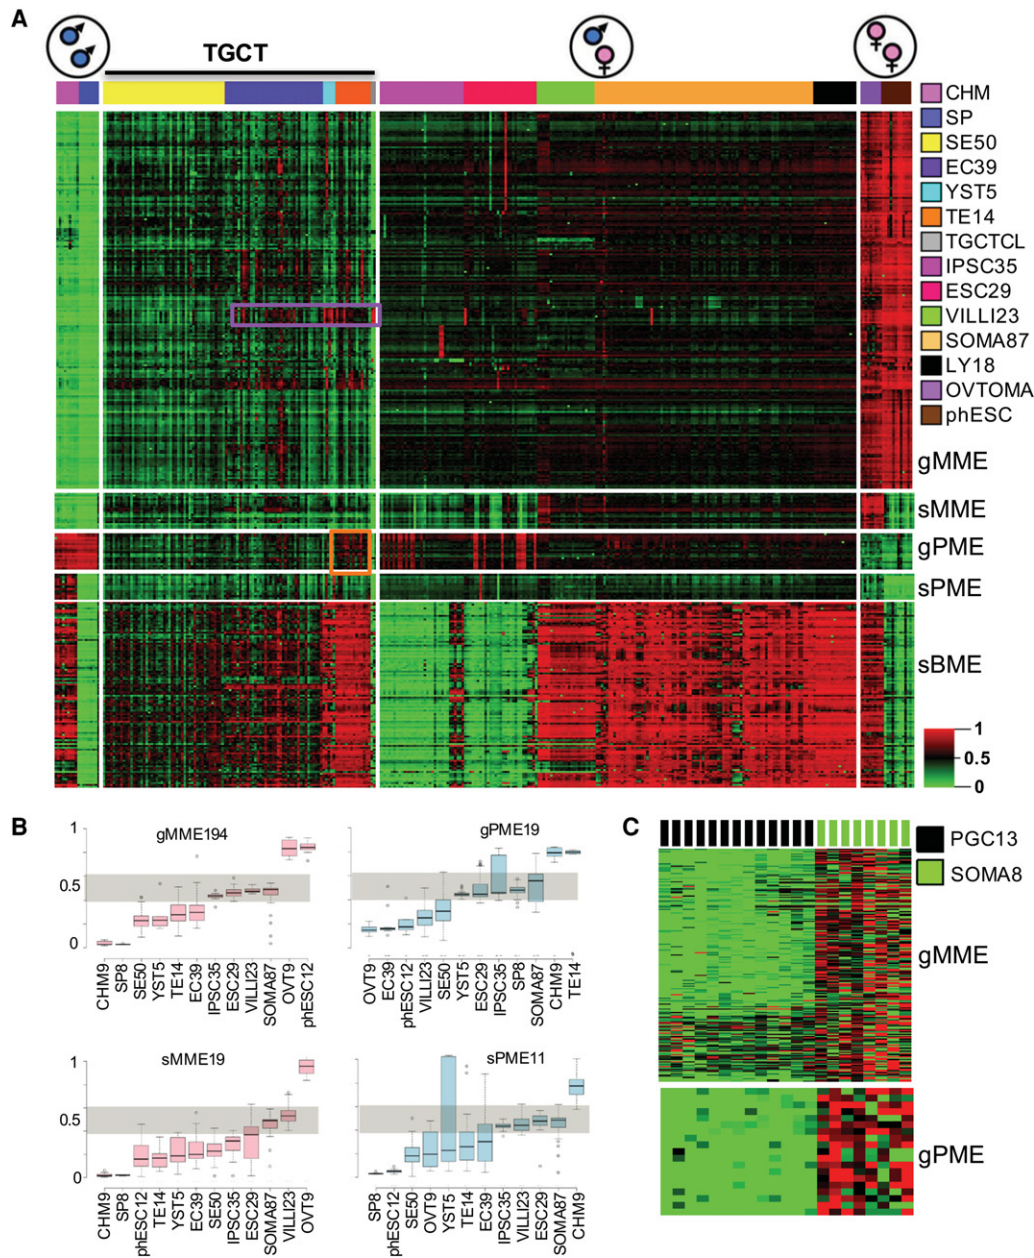 A
TGCT
CHM
SP
SE50
EC39
YST5
TE14
TGCTCL
IPSC35
ESC29
VILLI23
SOMA87
LY18
OVTOMA
phESC
gMME
sMME
gPME
sPME
sBME
1
0.5
0
B
gMME194
1
0.5
0
CHM9
SP8
SE50
YST5
TE14
EC39
IPSC35
ESC29
VILLI23
SOMA87
OVT9
phESC12
gPME19
OVT9
EC39
phESC12
VILLI23
SE50
YST5
ESC29
IPSC35
SP8
SOMA87
CHM9
TE14
sMME19
1
0.5
0
CHM9
SP8
phESC12
TE14
YST5
EC39
SE50
IPSC35
ESC29
SOMA87
VILLI23
OVT9
sPME11
SP8
phESC12
SE50
OVT9
YST5
TE14
EC39
IPSC35
VILLI23
ESC29
SOMA87
CHM9
C
PGC13
SOMA8
gMME
gPME